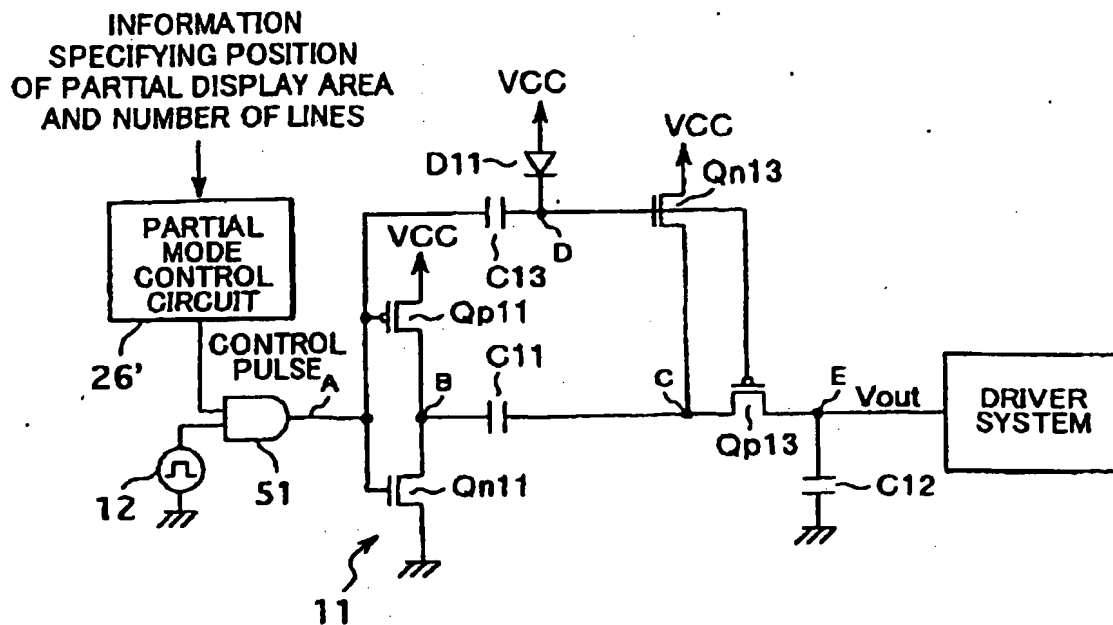 INFORMATION
SPECIFYING POSITION
OF PARTIAL DISPLAY AREA
AND NUMBER OF LINES
VCC
VCC
D11
Qn13
PARTIAL
MODE
CONTROL
CIRCUIT
D
VCC
C13
Qp11
26'
CONTROL
PULSE
A
B
C11
C
E
Vout
DRIVER
SYSTEM
Qp13
12
51
Qn11
C12
11